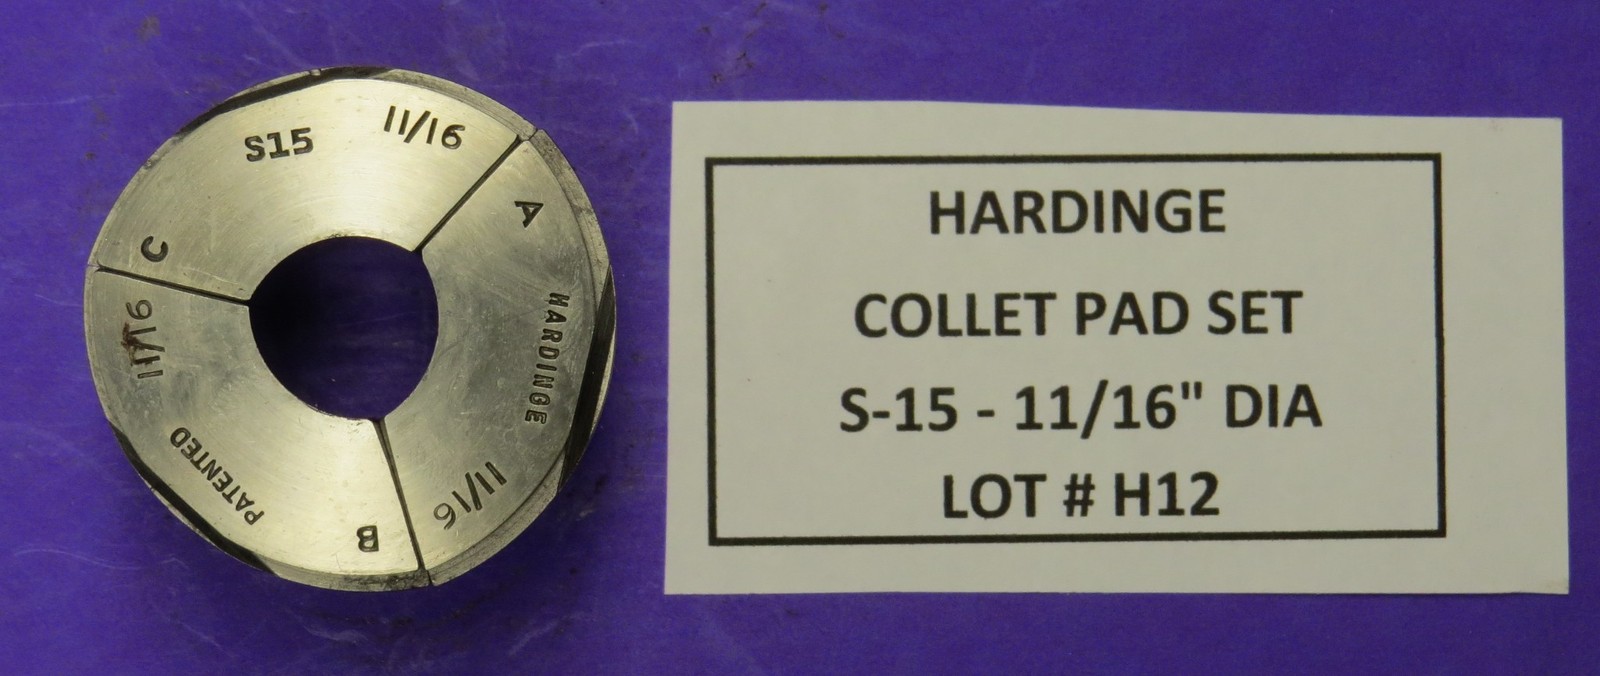 S15 11/16
A HARDINGE 11/16
B PATENTED 11/16
C
HARDINGE
COLLET PAD SET
S-15 - 11/16" DIA
LOT # H12